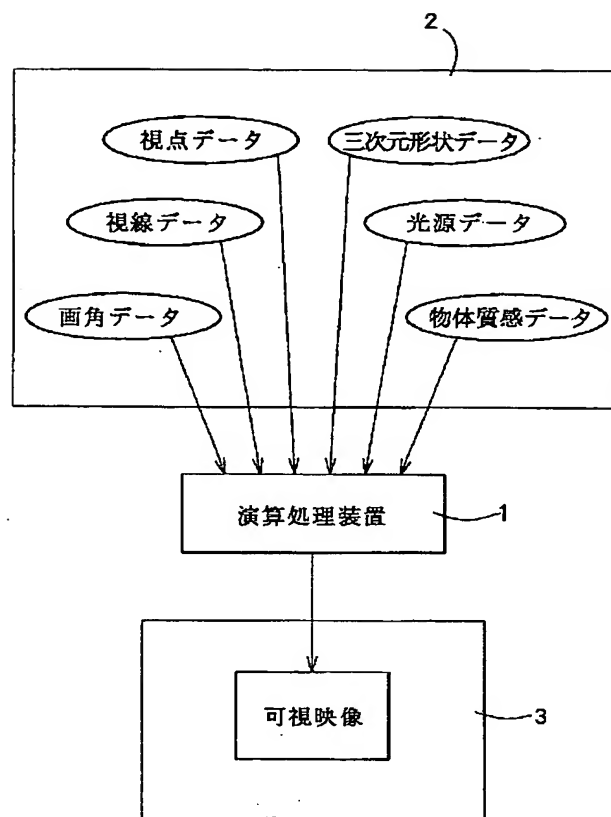 2
視点データ
三次元形状データ
視線データ
光源データ
画角データ
物体質感データ
演算処理装置
1
可視映像
3